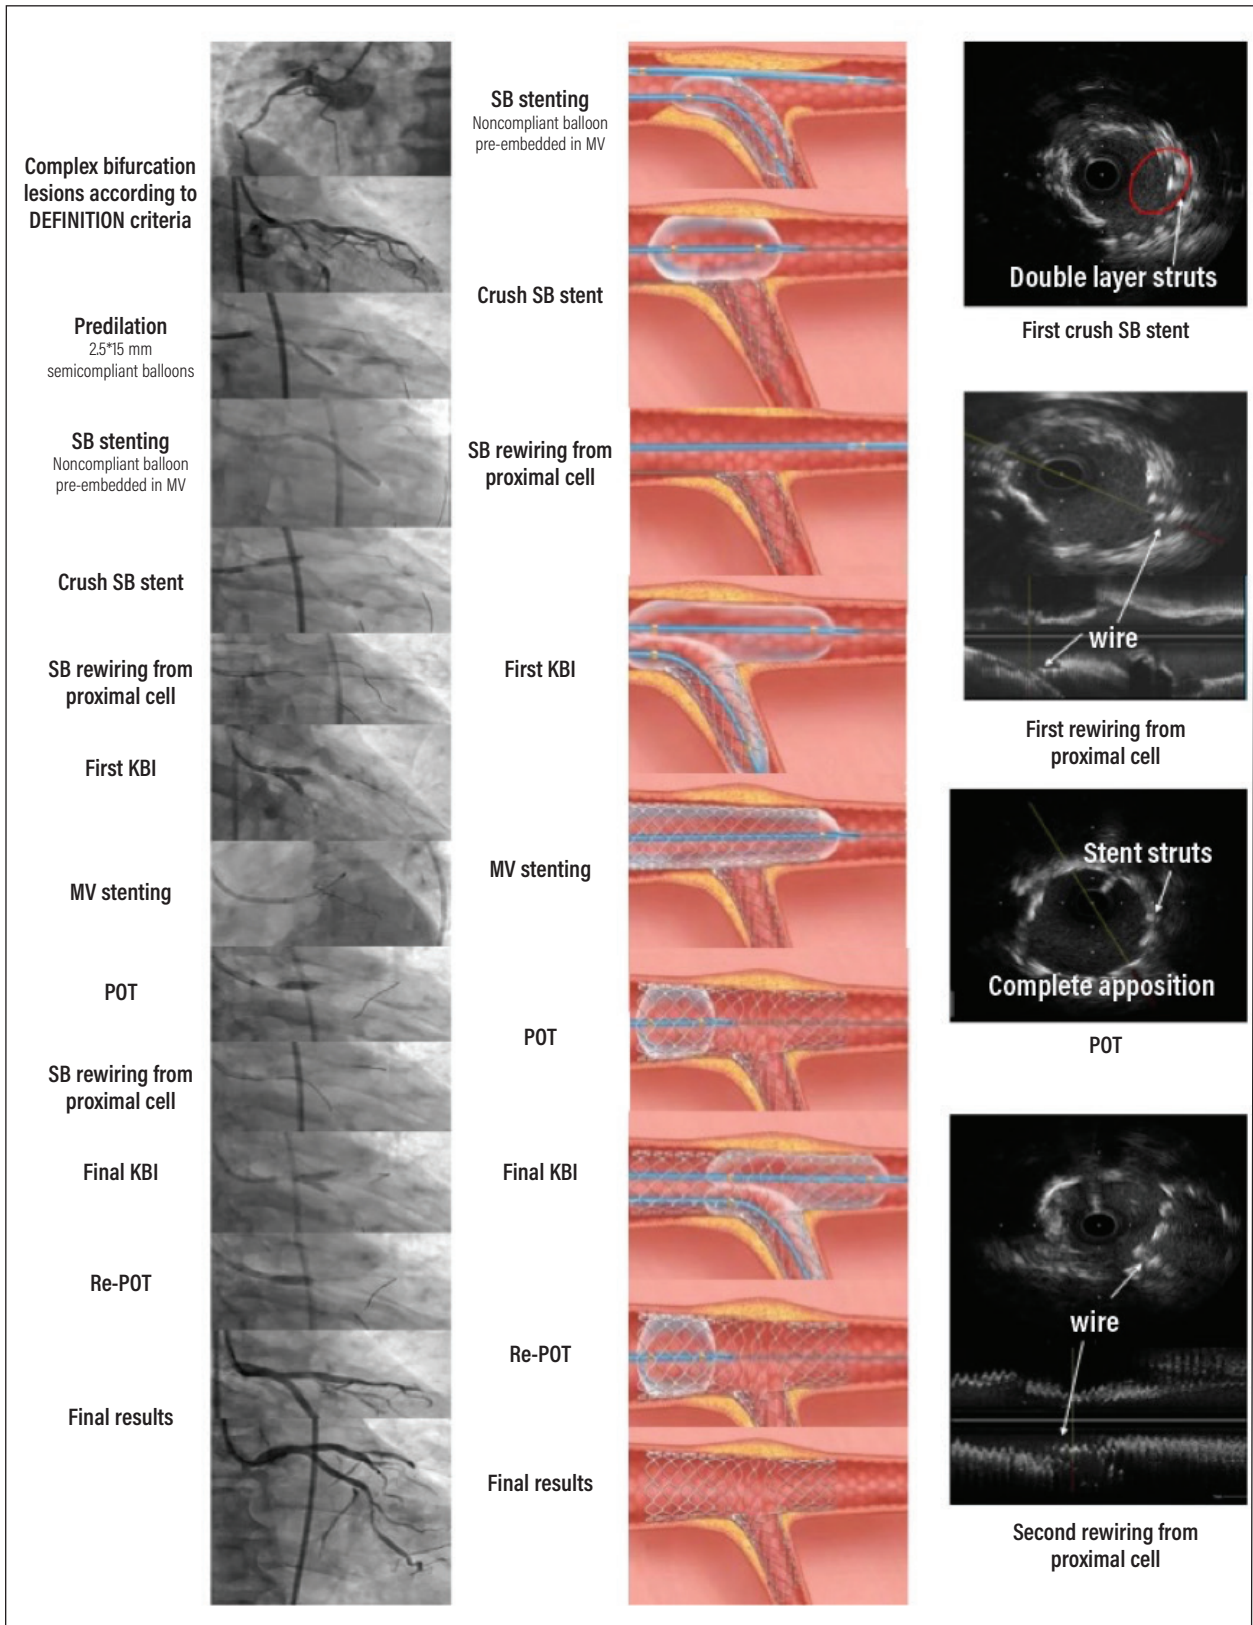 Complex bifurcation
lesions according to
DEFINITION criteria
Predilation
2.5*15 mm
semicompliant balloons
SB stenting
Noncompliant balloon
pre-embedded in MV
Crush SB stent
SB rewiring from
proximal cell
First KBI
MV stenting
POT
SB rewiring from
proximal cell
Final KBI
Re-POT
Final results
SB stenting
Noncompliant balloon
pre-embedded in MV
Crush SB stent
SB rewiring from
proximal cell
First KBI
MV stenting
POT
Final KBI
Re-POT
Final results
Double layer struts
First crush SB stent
wire
First rewiring from
proximal cell
Stent struts
Complete apposition
POT
wire
Second rewiring from
proximal cell